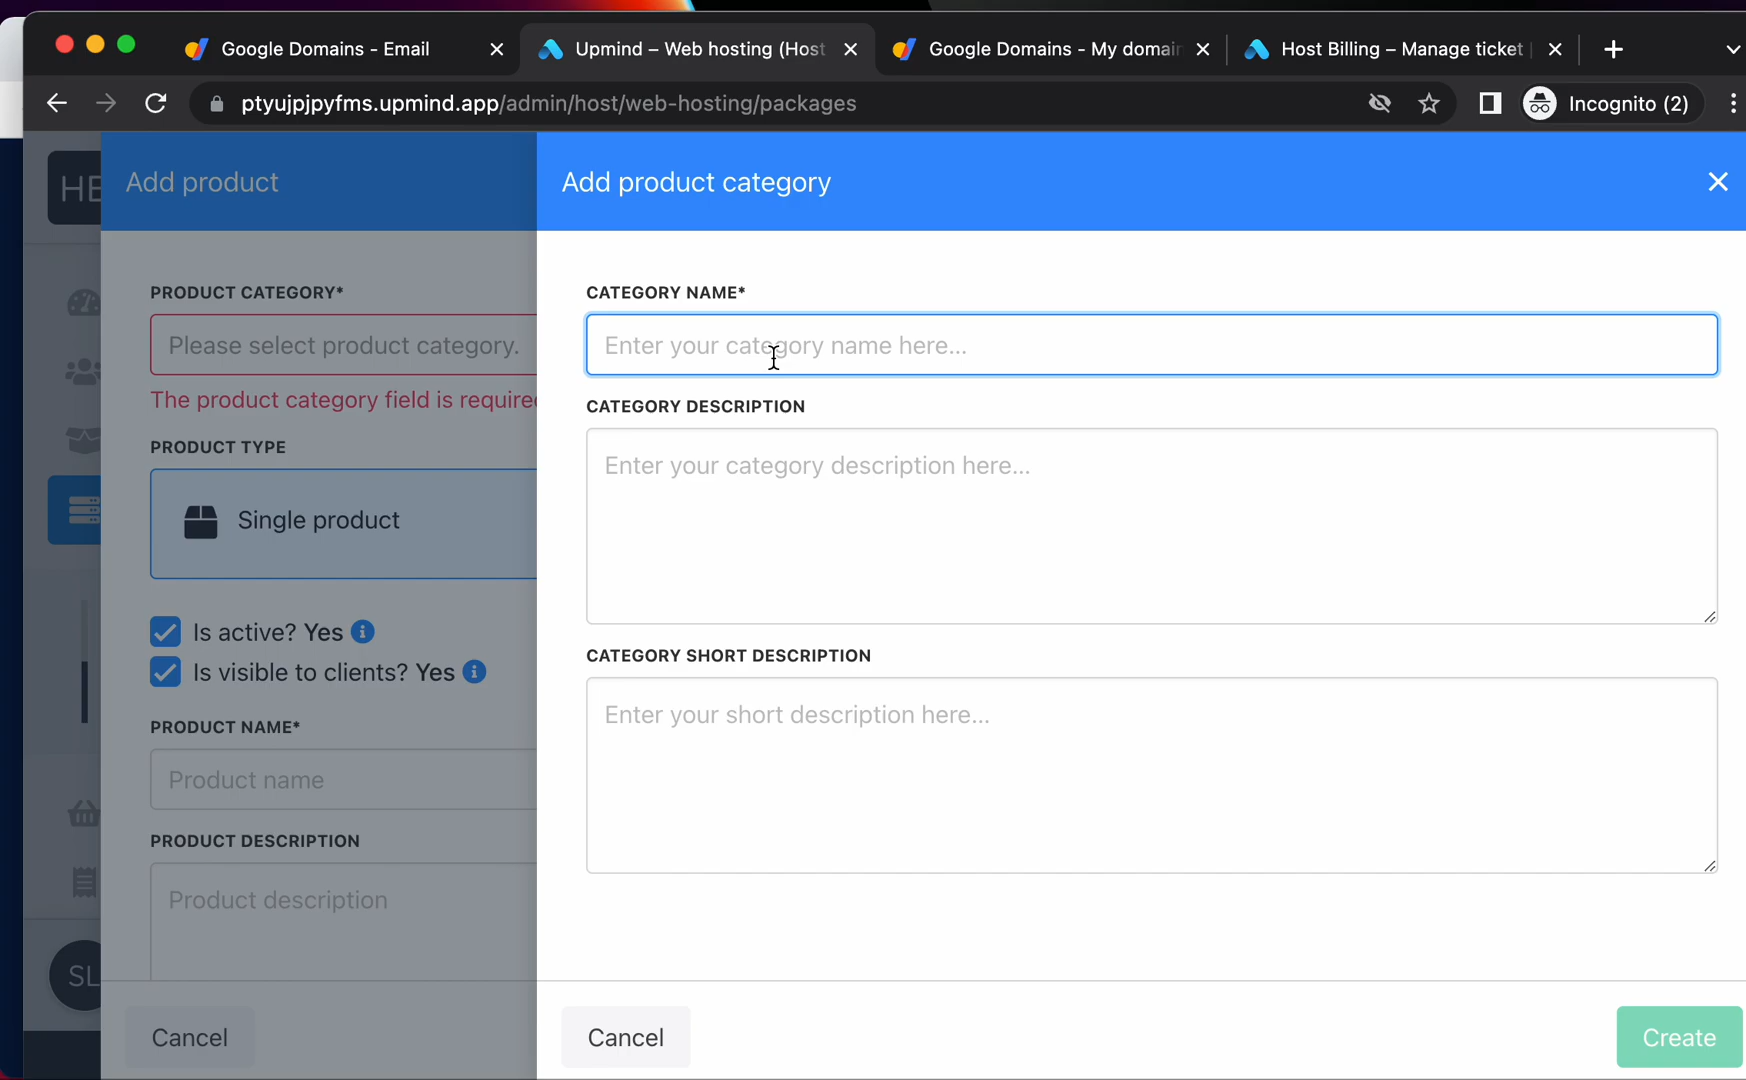 Google Domains - Email
Upmind – Web hosting (Host
Google Domains - My domain
Host Billing – Manage ticket
ptyujpjpyfms.upmind.app/admin/host/web-hosting/packages
Incognito (2)
HE
Add product
Add product category
PRODUCT CATEGORY*
Please select product category.
The product category field is required
PRODUCT TYPE
Single product
Is active? Yes
Is visible to clients? Yes
PRODUCT NAME*
Product name
PRODUCT DESCRIPTION
Product description
SL
Cancel
CATEGORY NAME*
Enter your category name here...
CATEGORY DESCRIPTION
Enter your category description here...
CATEGORY SHORT DESCRIPTION
Enter your short description here...
Cancel
Create